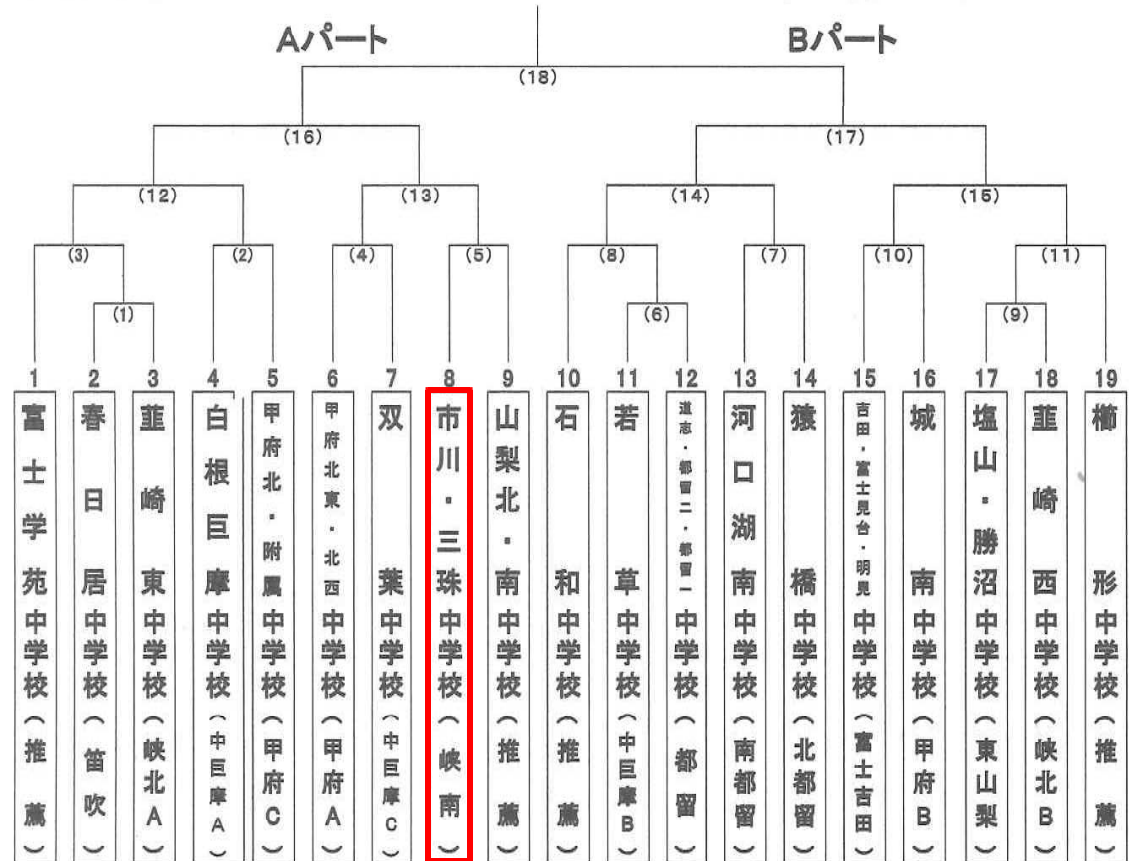 Aパート
Bパート
(18)
(16)
(17)
(12)
(13)
(14)
(15)
(3)
(2)
(4)
(5)
(8)
(7)
(10)
(11)
(1)
(6)
(9)
1
2
3
4
5
6
7
8
9
10
11
12
13
14
15
16
17
18
19
富士学苑中学校(推薦)
春日居中学校(笛吹)
韮崎東中学校(峡北A)
白根巨摩中学校(中巨摩A)
甲府北・附属中学校(甲府C)
甲府北東・北西中学校(甲府A)
双葉中学校(中巨摩C)
市川・三珠中学校(峡南)
山梨北・南中学校(推薦)
石和中学校(推薦)
若草中学校(中巨摩B)
道志・都留二・都留一中学校(都留)
河口湖南中学校(南都留)
猿橋中学校(北都留)
吉田・富士見台・明見中学校(富士吉田)
城南中学校(甲府B)
塩山・勝沼中学校(東山梨)
韮崎西中学校(峡北B)
櫛形中学校(推薦)